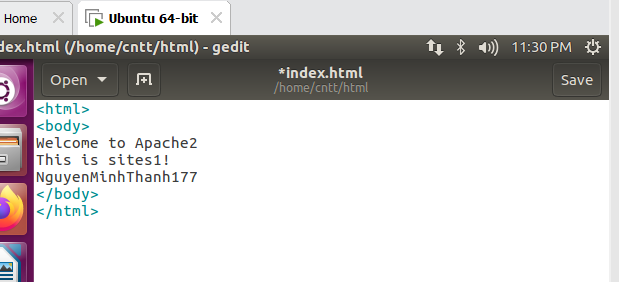 Home
Ubuntu 64-bit
dex.html (/home/cntt/html) - gedit
11:30 PM
Open
*index.html
/home/cntt/html
Save
<html>
<body>
Welcome to Apache2
This is sites1!
NguyenMinhThanh177
</body>
</html>